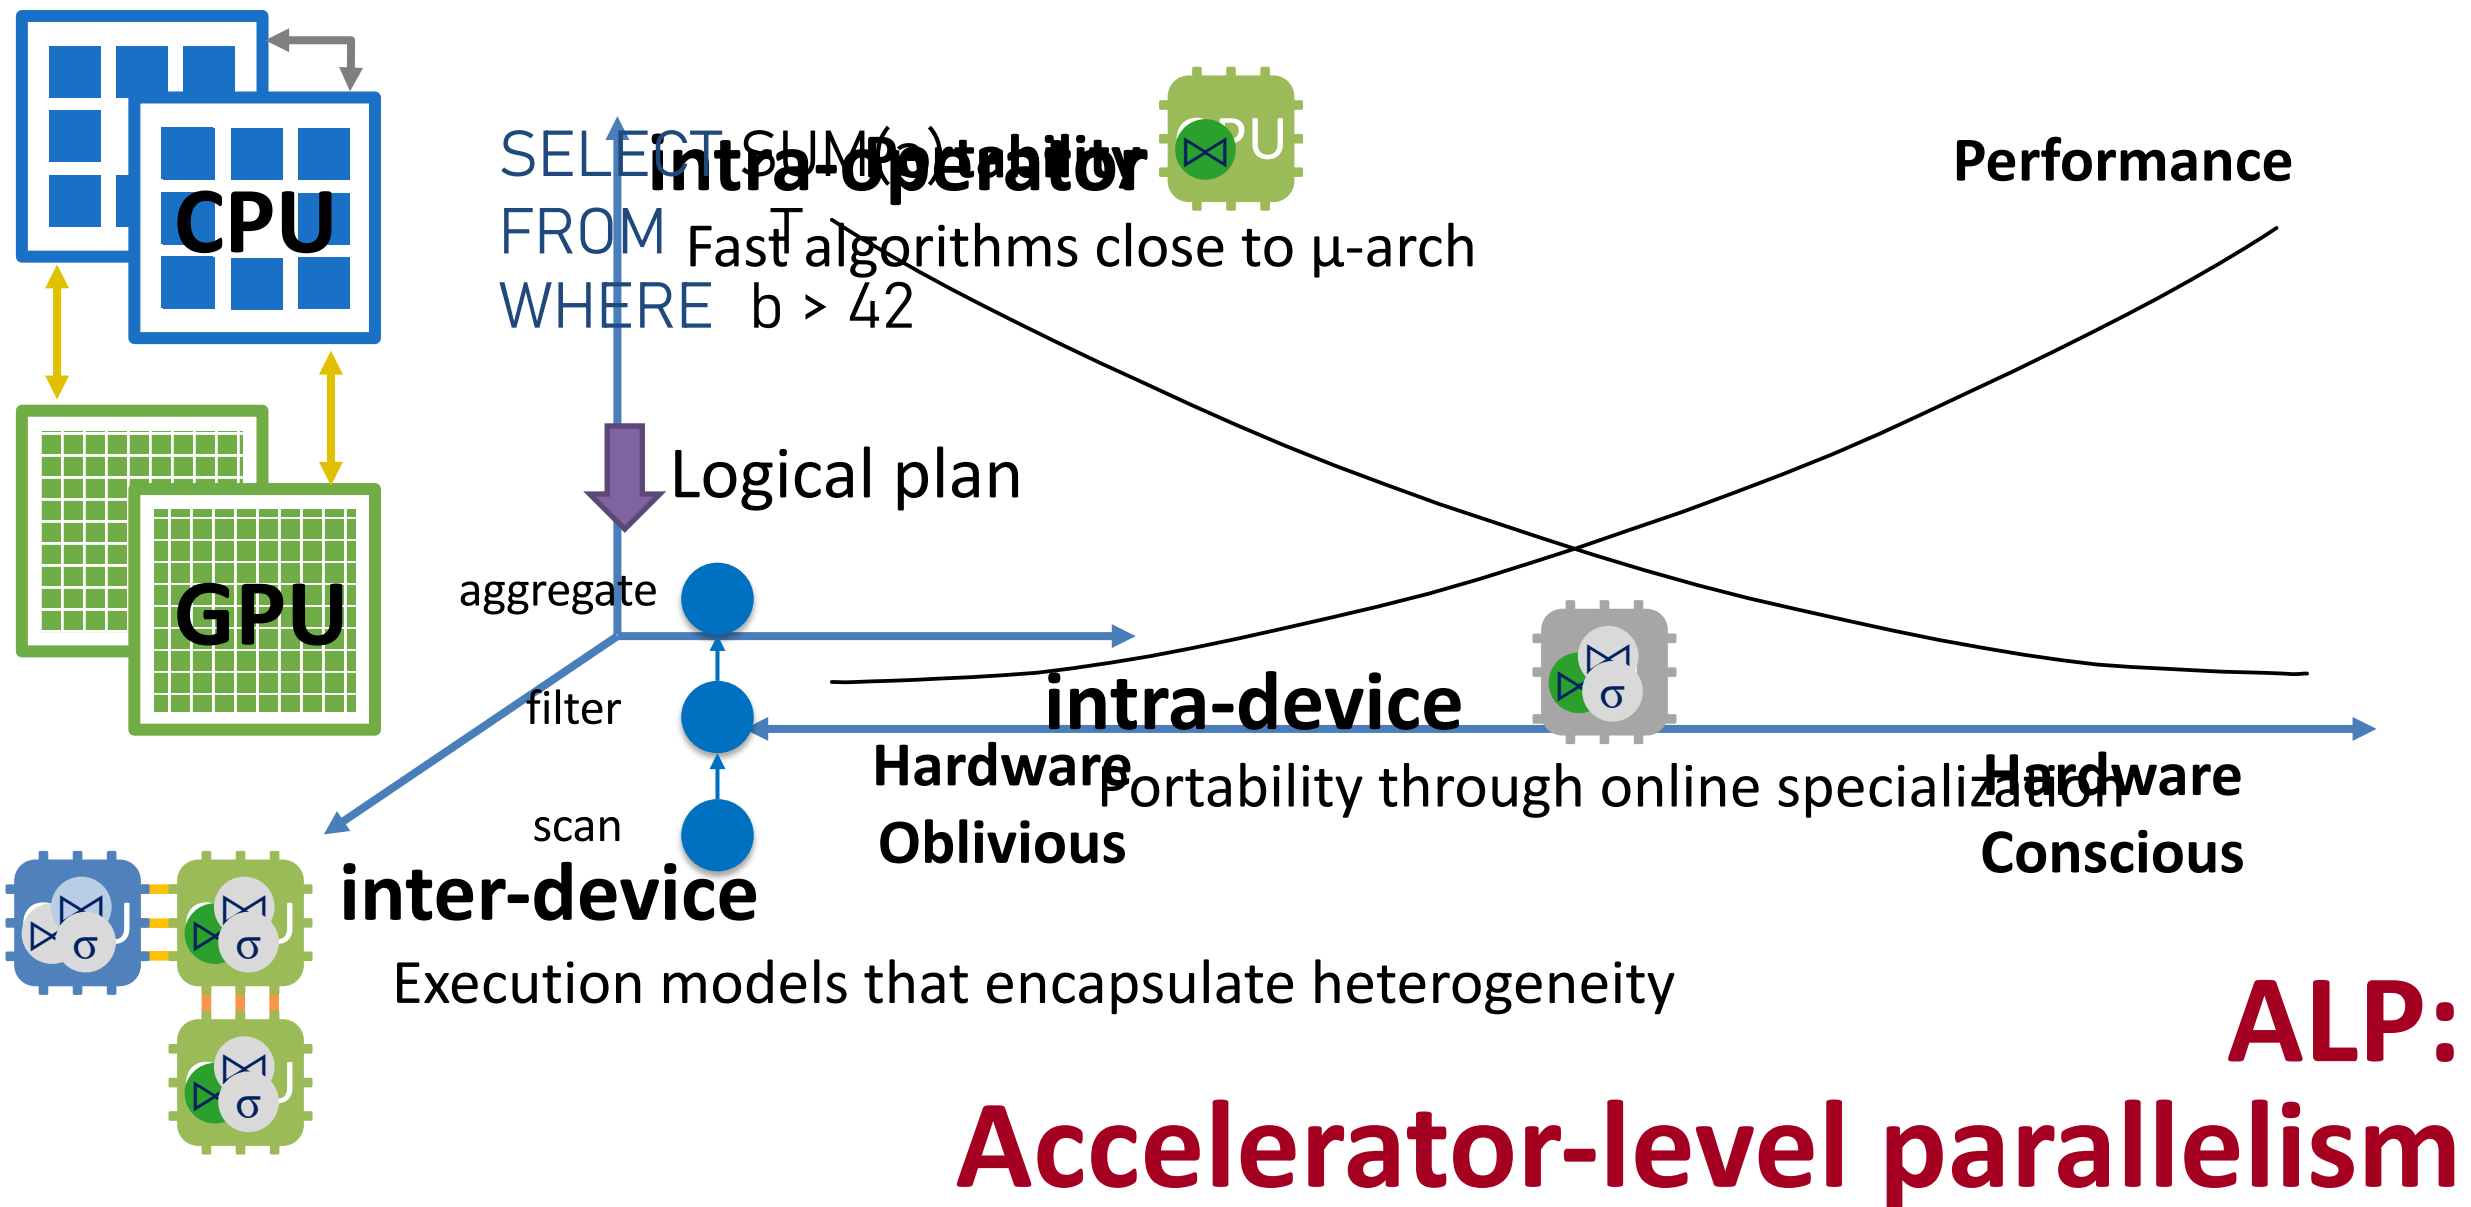 CPU
GPU
SELECT SUM(a)
FROM T
WHERE b > 42
intra-operator
Portability
Performance
Fast algorithms close to μ-arch
Logical plan
aggregate
filter
scan
intra-device
σ
Hardware
Oblivious
Portability through online specialization
Hardware
Conscious
inter-device
σ
σ
σ
Execution models that encapsulate heterogeneity
ALP:
Accelerator-level parallelism